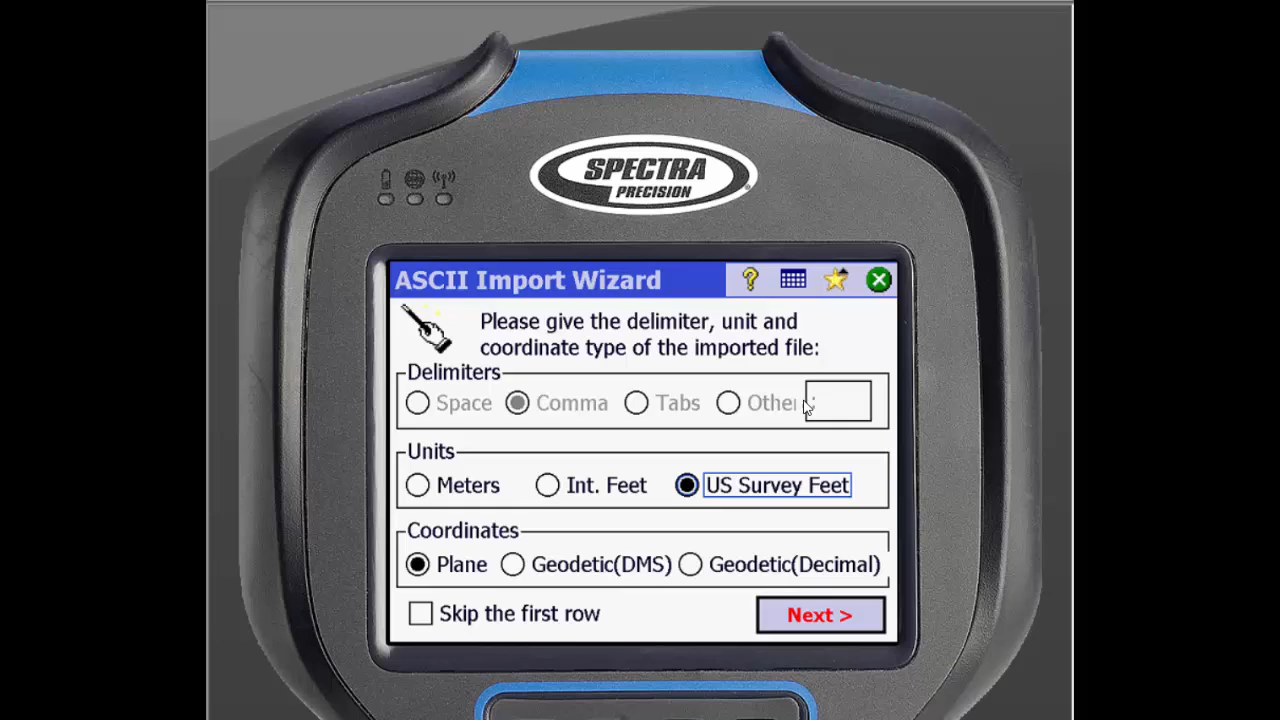 SPECTRA
PRECISION
ASCII Import Wizard
Please give the delimiter, unit and
coordinate type of the imported file:
Delimiters
Space Comma Tabs Other:
Units
Meters Int. Feet US Survey Feet
Coordinates
Plane Geodetic(DMS) Geodetic(Decimal)
Skip the first row Next >